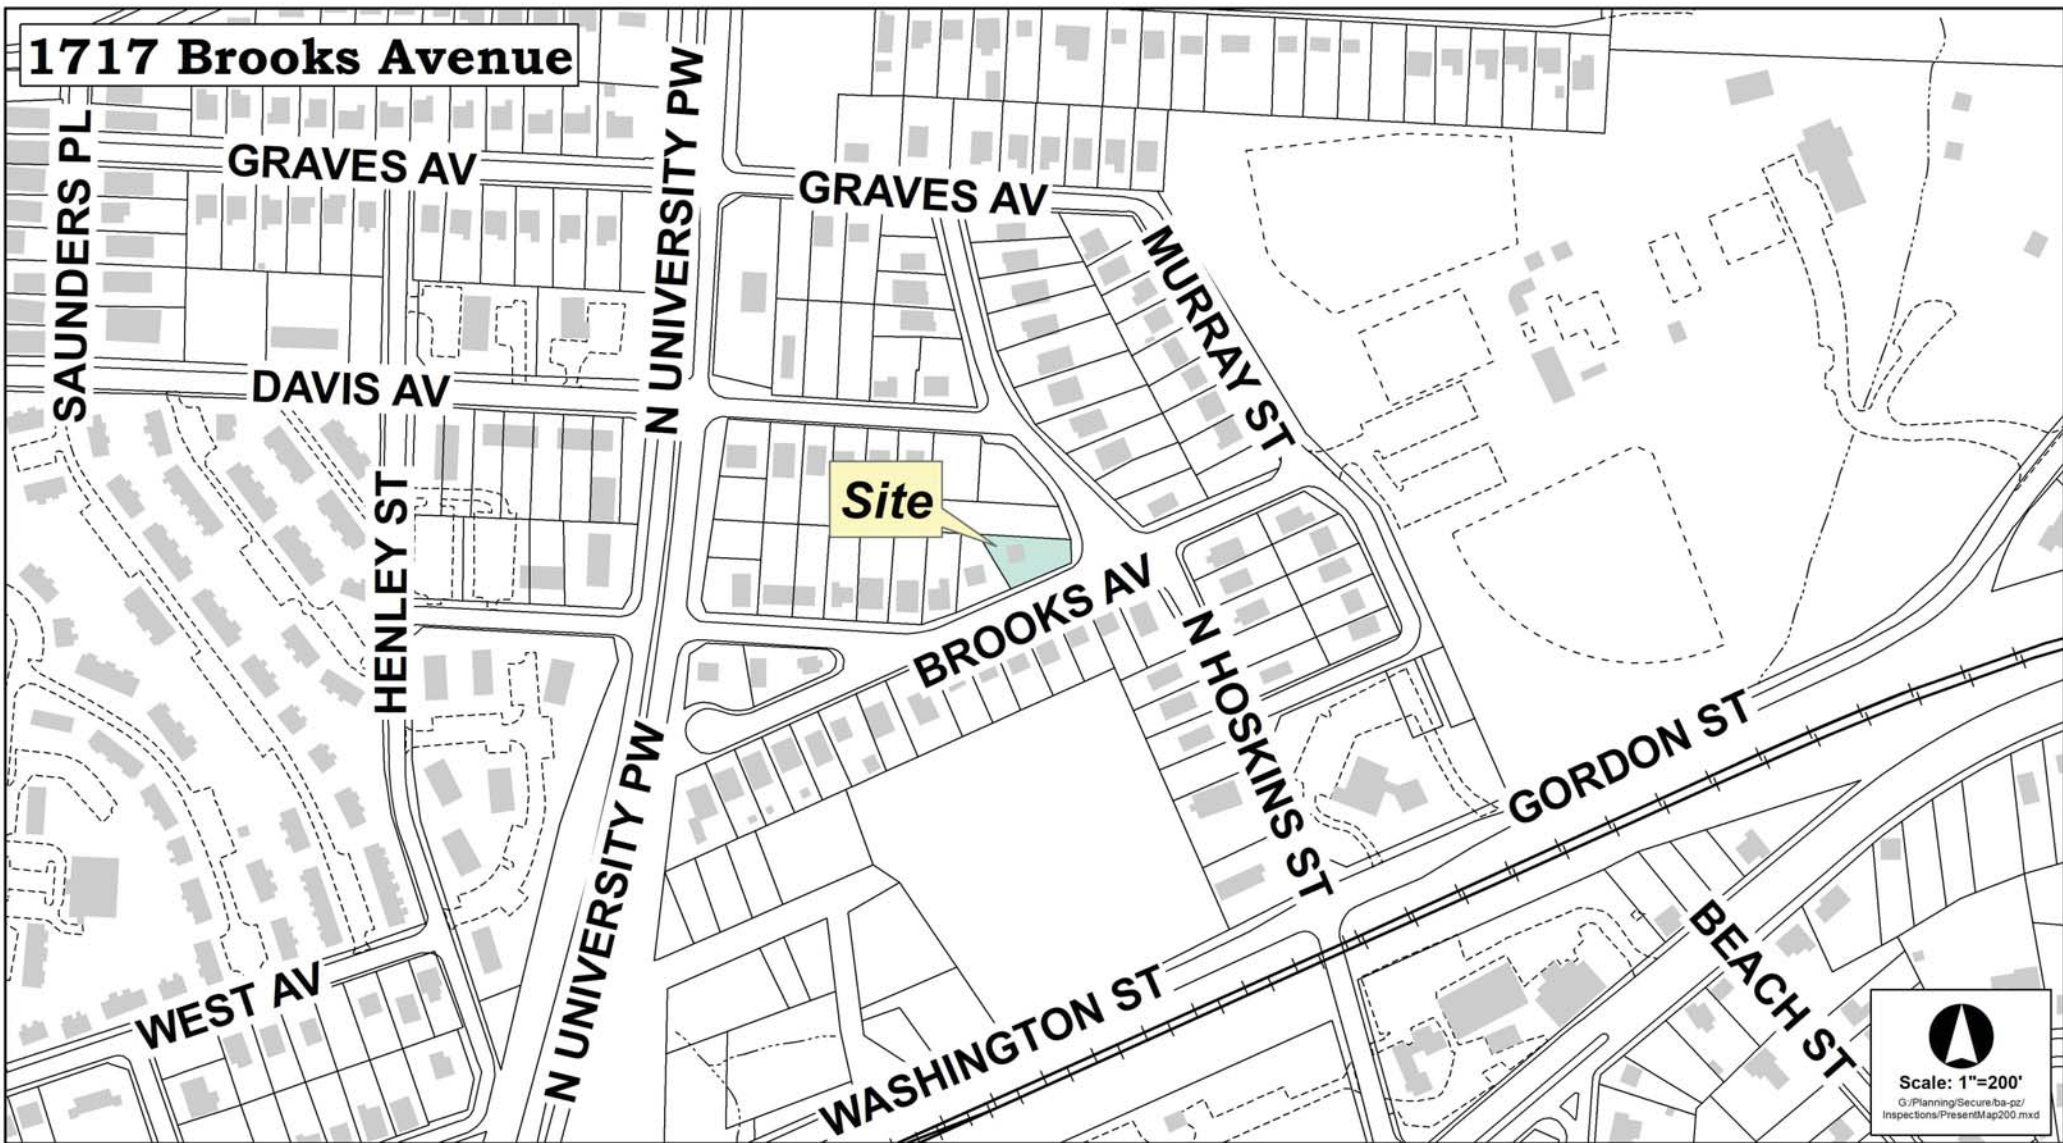 1717 Brooks Avenue
N UNIVERSITY PW
SAUNDERS PL
GRAVES AV
GRAVES AV
MURRAY ST
DAVIS AV
Site
HENLEY ST
BROOKS AV
N HOSKINS ST
GORDON ST
N UNIVERSITY PW
BEACH ST
WEST AV
WASHINGTON ST
Scale: 1"=200'
G:/Planning/Secure/ba-pz/
Inspections/PresentMap200.mxd